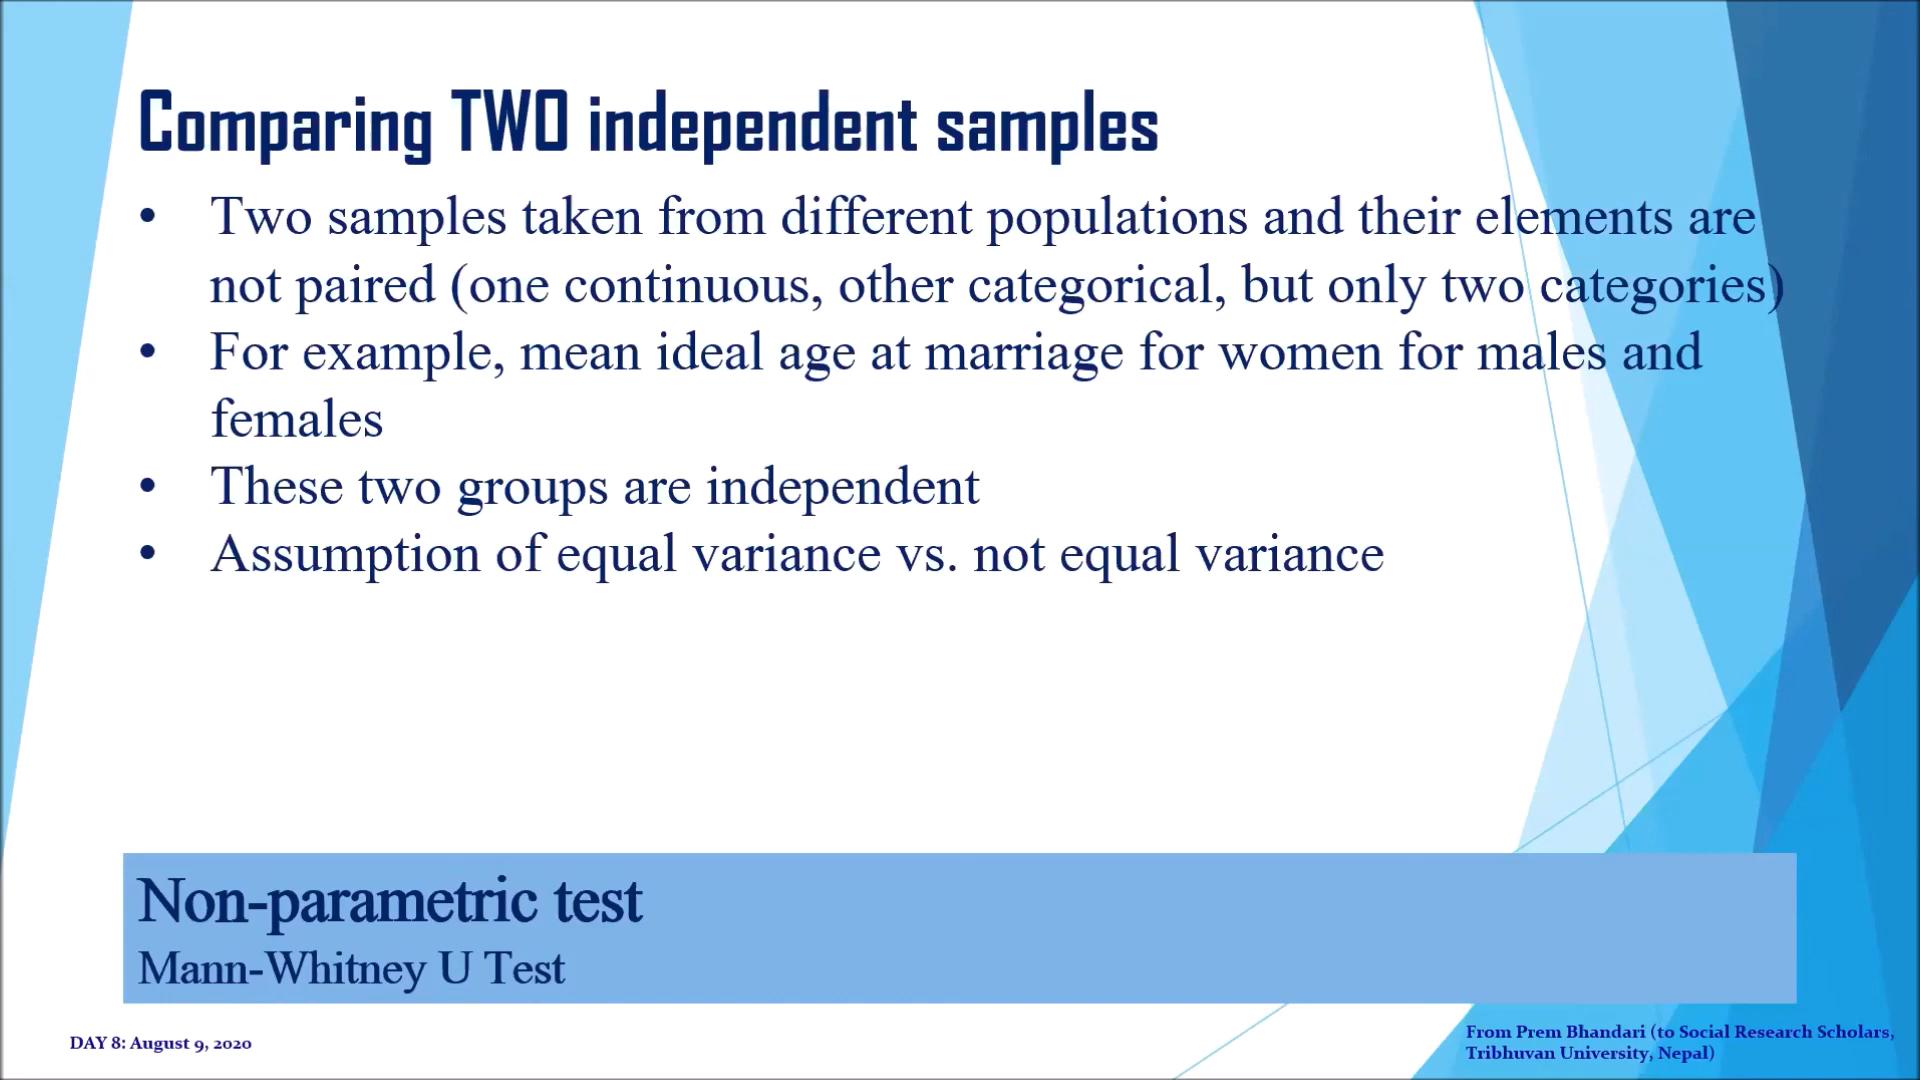 Comparing TWO independent samples
• Two samples taken from different populations and their elements are
not paired (one continuous, other categorical, but only two categories)
• For example, mean ideal age at marriage for women for males and
females
• These two groups are independent
• Assumption of equal variance vs. not equal variance
Non-parametric test
Mann-Whitney U Test
DAY 8: August 9, 2020
From Prem Bhandari (to Social Research Scholars,
Tribhuvan University, Nepal)